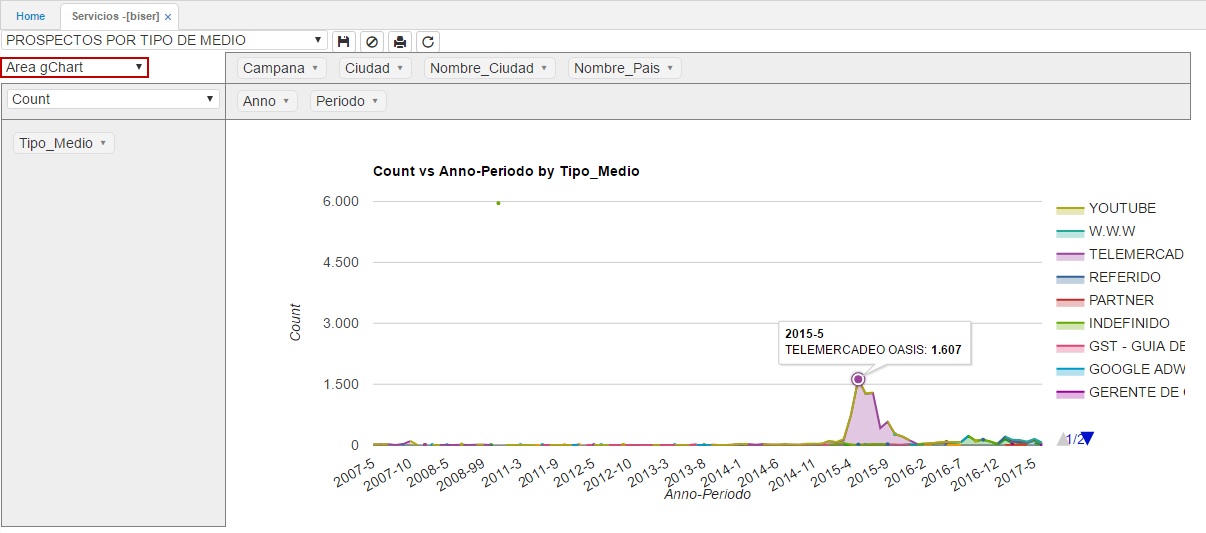 Home
Servicios -[biser] ×
PROSPECTOS POR TIPO DE MEDIO
Area gChart
Campana
Ciudad
Nombre_Ciudad
Nombre_Pais
Count
Anno
Periodo
Tipo_Medio
Count vs Anno-Periodo by Tipo_Medio
6.000
4.500
3.000
1.500
0
Count
2015-5
TELEMERCADEO OASIS: 1.607
2007-5
2007-10
2008-5
2008-99
2011-3
2011-9
2012-5
2012-10
2013-3
2013-8
2014-1
2014-6
2014-11
2015-4
2015-9
2016-2
2016-7
2016-12
2017-5
Anno-Periodo
YOUTUBE
W.W.W
TELEMERCAD
REFERIDO
PARTNER
INDEFINIDO
GST - GUIA DE
GOOGLE ADW
GERENTE DE
1/2